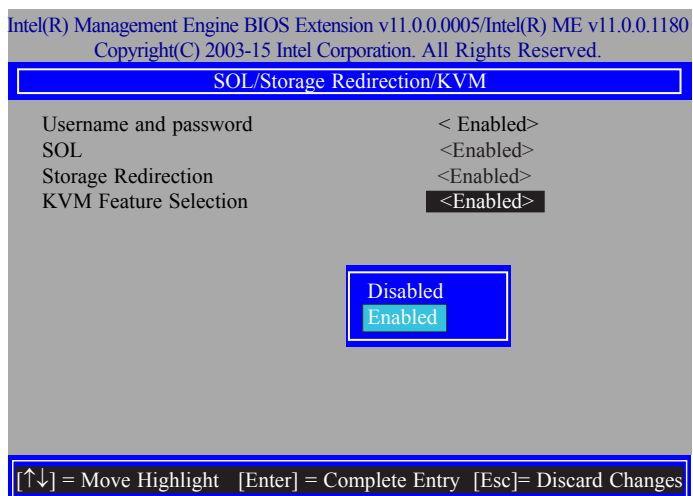 Intel(R) Management Engine BIOS Extension v11.0.0.0005/Intel(R) ME v11.0.0.1180
Copyright(C) 2003-15 Intel Corporation. All Rights Reserved.
SOL/Storage Redirection/KVM
Username and password < Enabled>
SOL <Enabled>
Storage Redirection <Enabled>
KVM Feature Selection <Enabled>
Disabled
Enabled
[↑↓] = Move Highlight [Enter] = Complete Entry [Esc]= Discard Changes